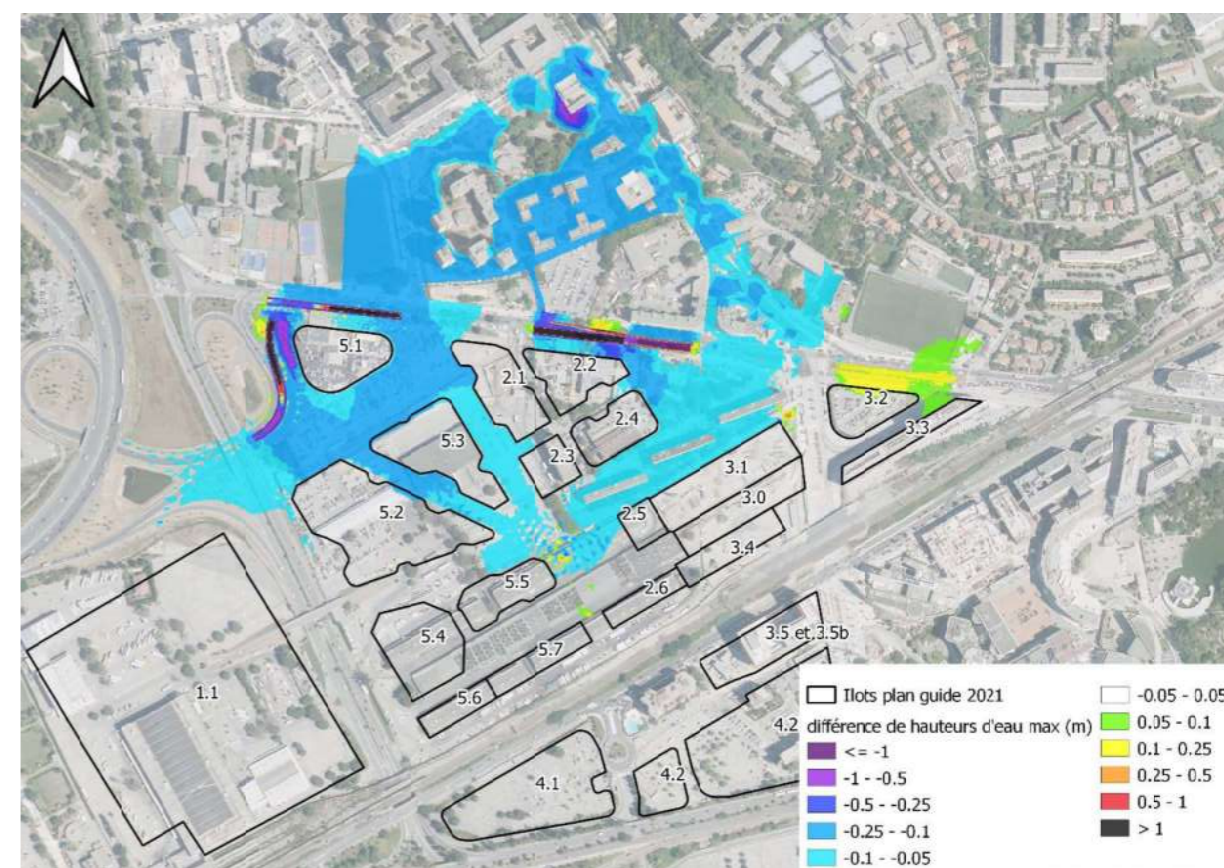 5.1
2.1
2.2
3.2
2.4
3.3
5.3
2.3
3.1
3.0
5.2
2.5
3.4
5.5
2.6
3.5 et 3.5b
5.4
5.7
1.1
5.6
4.2
4.2
4.1
Ilots plan guide 2021
différence de hauteurs d'eau max (m)
<= -1
-1 - -0.5
-0.5 - -0.25
-0.25 - -0.1
-0.1 - -0.05
-0.05 - 0.05
0.05 - 0.1
0.1 - 0.25
0.25 - 0.5
0.5 - 1
> 1